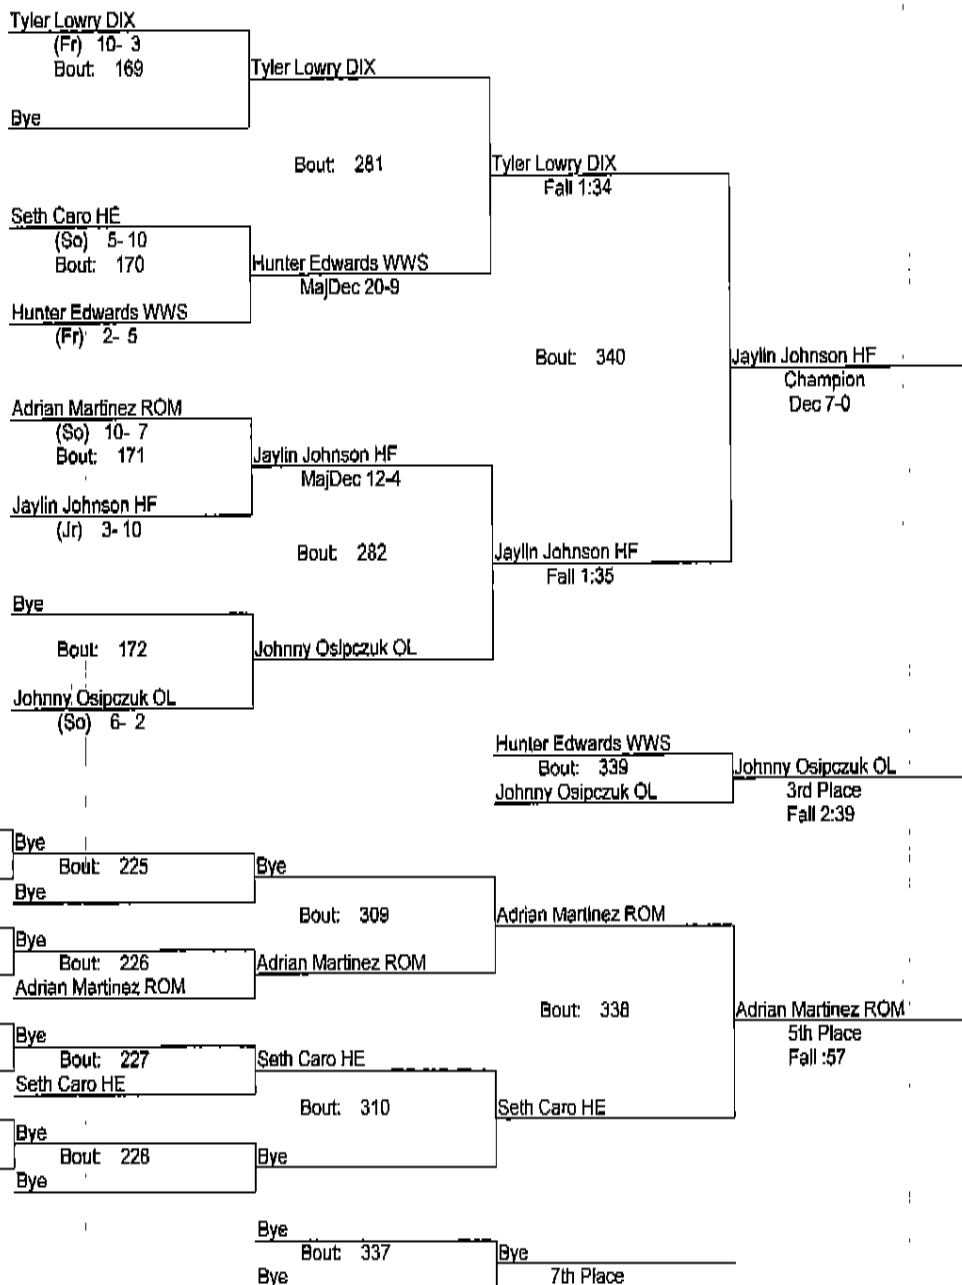 Tyler Lowry DIX
(Fr) 10- 3
Bout: 169
Tyler Lowry DIX
Bye
Bout: 281
Tyler Lowry DIX
Fall 1:34
Seth Caro HE
(So) 5- 10
Bout: 170
Hunter Edwards WWS
MajDec 20-9
Hunter Edwards WWS
(Fr) 2- 5
Bout: 340
Jaylin Johnson HF
Champion
Dec 7-0
Adrian Martinez ROM
(So) 10- 7
Bout: 171
Jaylin Johnson HF
MajDec 12-4
Jaylin Johnson HF
(Jr) 3- 10
Bout: 282
Jaylin Johnson HF
Fall 1:35
Bye
Bout: 172
Johnny Osipczuk OL
Johnny Osipczuk OL
(So) 6- 2
Hunter Edwards WWS
Bout: 339
Johnny Osipczuk OL
Johnny Osipczuk OL
3rd Place
Fall 2:39
Bye
Bout: 225
Bye
Bye
Bout: 309
Adrian Martinez ROM
Bye
Bout: 226
Adrian Martinez ROM
Adrian Martinez ROM
Bout: 338
Adrian Martinez ROM
5th Place
Fall :57
Bye
Bout: 227
Seth Caro HE
Seth Caro HE
Bout: 310
Seth Caro HE
Bye
Bout: 228
Bye
Bye
Bye
Bout: 337
Bye
Bye
7th Place